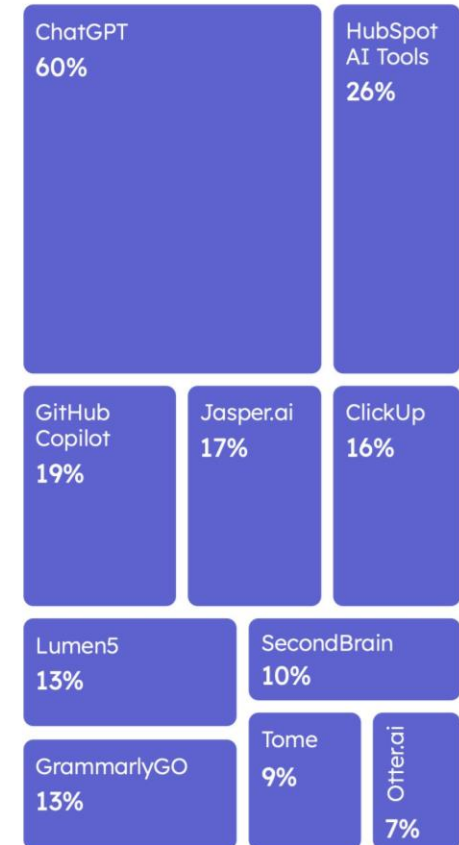 ChatGPT
60%
HubSpot
AI Tools
26%
GitHub
Copilot
19%
Jasper.ai
17%
ClickUp
16%
Lumen5
13%
SecondBrain
10%
GrammarlyGO
13%
Tome
9%
Otter.ai
7%